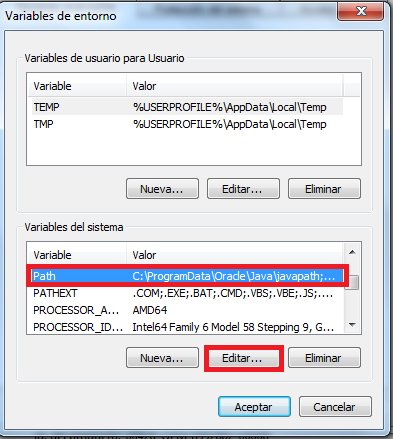 Variables de entorno
Variables de usuario para Usuario
Variable Valor
TEMP %USERPROFILE%\AppData\Local\Temp
TMP %USERPROFILE%\AppData\Local\Temp
Nueva... Editar... Eliminar
Variables del sistema
Variable Valor
Path C:\ProgramData\Oracle\Java\javapath;...
PATHEXT .COM;.EXE;.BAT;.CMD;.VBS;.VBE;.JS;...
PROCESSOR_A... AMD64
PROCESSOR_ID... Intel64 Family 6 Model 58 Stepping 9, G...
Nueva... Editar... Eliminar
Aceptar Cancelar